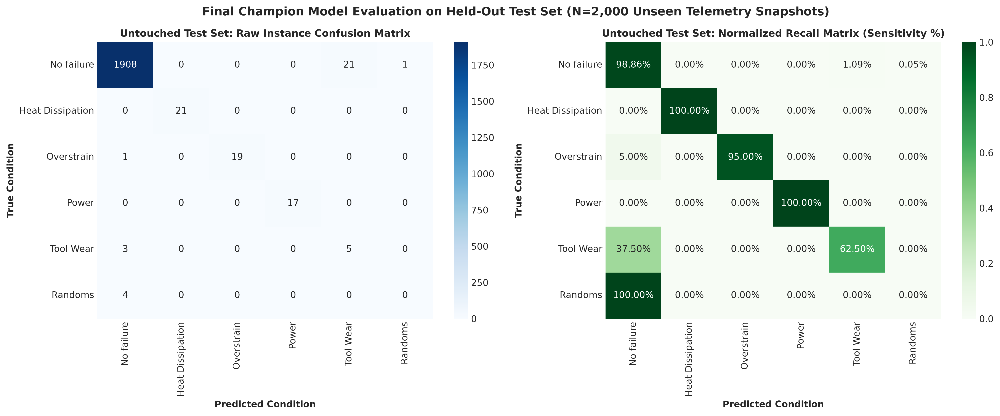 Final Champion Model Evaluation on Held-Out Test Set (N=2,000 Unseen Telemetry Snapshots)
Untouched Test Set: Raw Instance Confusion Matrix
True Condition
No failure 1908 0 0 0 21 1
Heat Dissipation 0 21 0 0 0 0
Overstrain 1 0 19 0 0 0
Power 0 0 0 17 0 0
Tool Wear 3 0 0 0 5 0
Randoms 4 0 0 0 0 0
No failure
Heat Dissipation
Overstrain
Power
Tool Wear
Randoms
Predicted Condition
1750
1500
1250
1000
750
500
250
0
Untouched Test Set: Normalized Recall Matrix (Sensitivity %)
True Condition
No failure 98.86% 0.00% 0.00% 0.00% 1.09% 0.05%
Heat Dissipation 0.00% 100.00% 0.00% 0.00% 0.00% 0.00%
Overstrain 5.00% 0.00% 95.00% 0.00% 0.00% 0.00%
Power 0.00% 0.00% 0.00% 100.00% 0.00% 0.00%
Tool Wear 37.50% 0.00% 0.00% 0.00% 62.50% 0.00%
Randoms 100.00% 0.00% 0.00% 0.00% 0.00% 0.00%
No failure
Heat Dissipation
Overstrain
Power
Tool Wear
Randoms
Predicted Condition
1.0
0.8
0.6
0.4
0.2
0.0